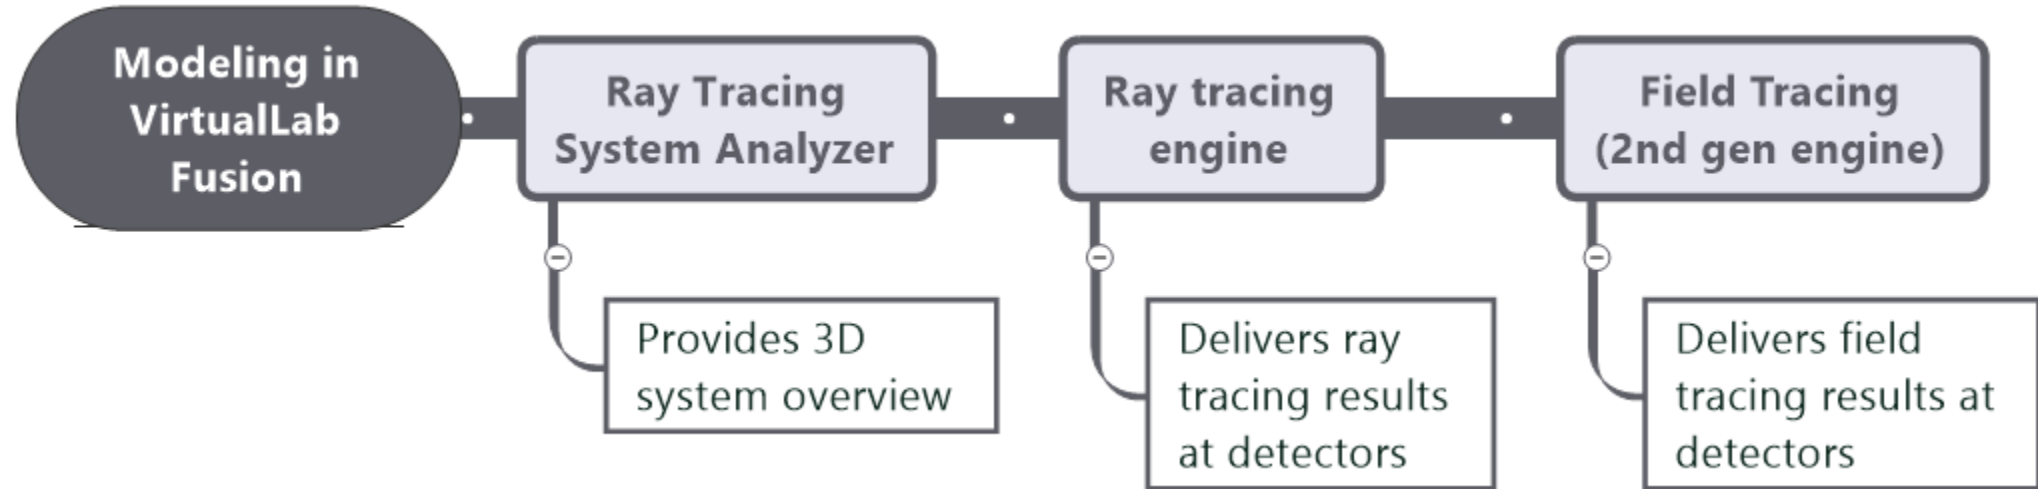 Modeling in
VirtualLab
Fusion
Ray Tracing
System Analyzer
Provides 3D
system overview
Ray tracing
engine
Delivers ray
tracing results
at detectors
Field Tracing
(2nd gen engine)
Delivers field
tracing results at
detectors